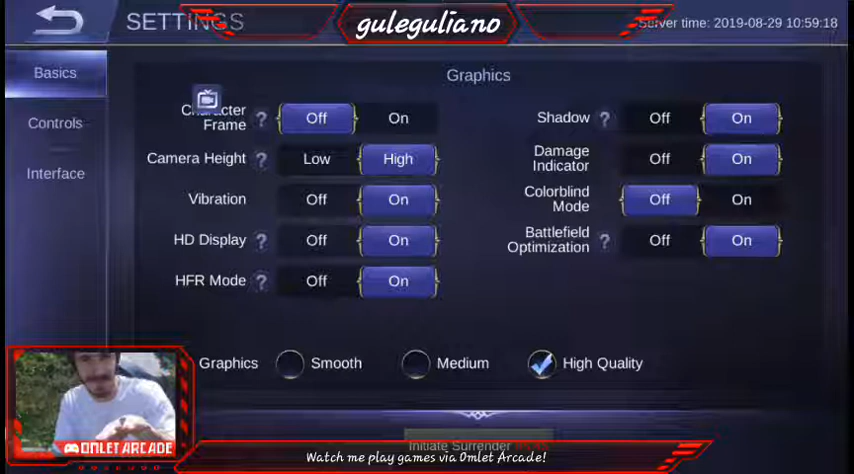 SETTINGS
guleguliano
Server time: 2019-08-29 10:59:18
Basics
Controls
Interface
Graphics
Character Frame ? Off On
Camera Height ? Low High
Vibration Off On
HD Display ? Off On
HFR Mode ? Off On
Shadow ? Off On
Damage Indicator Off On
Colorblind Mode Off On
Battlefield Optimization ? Off On
Graphics Smooth Medium High Quality
Initiate Surrender
OMLET ARCADE
Watch me play games via Omlet Arcade!